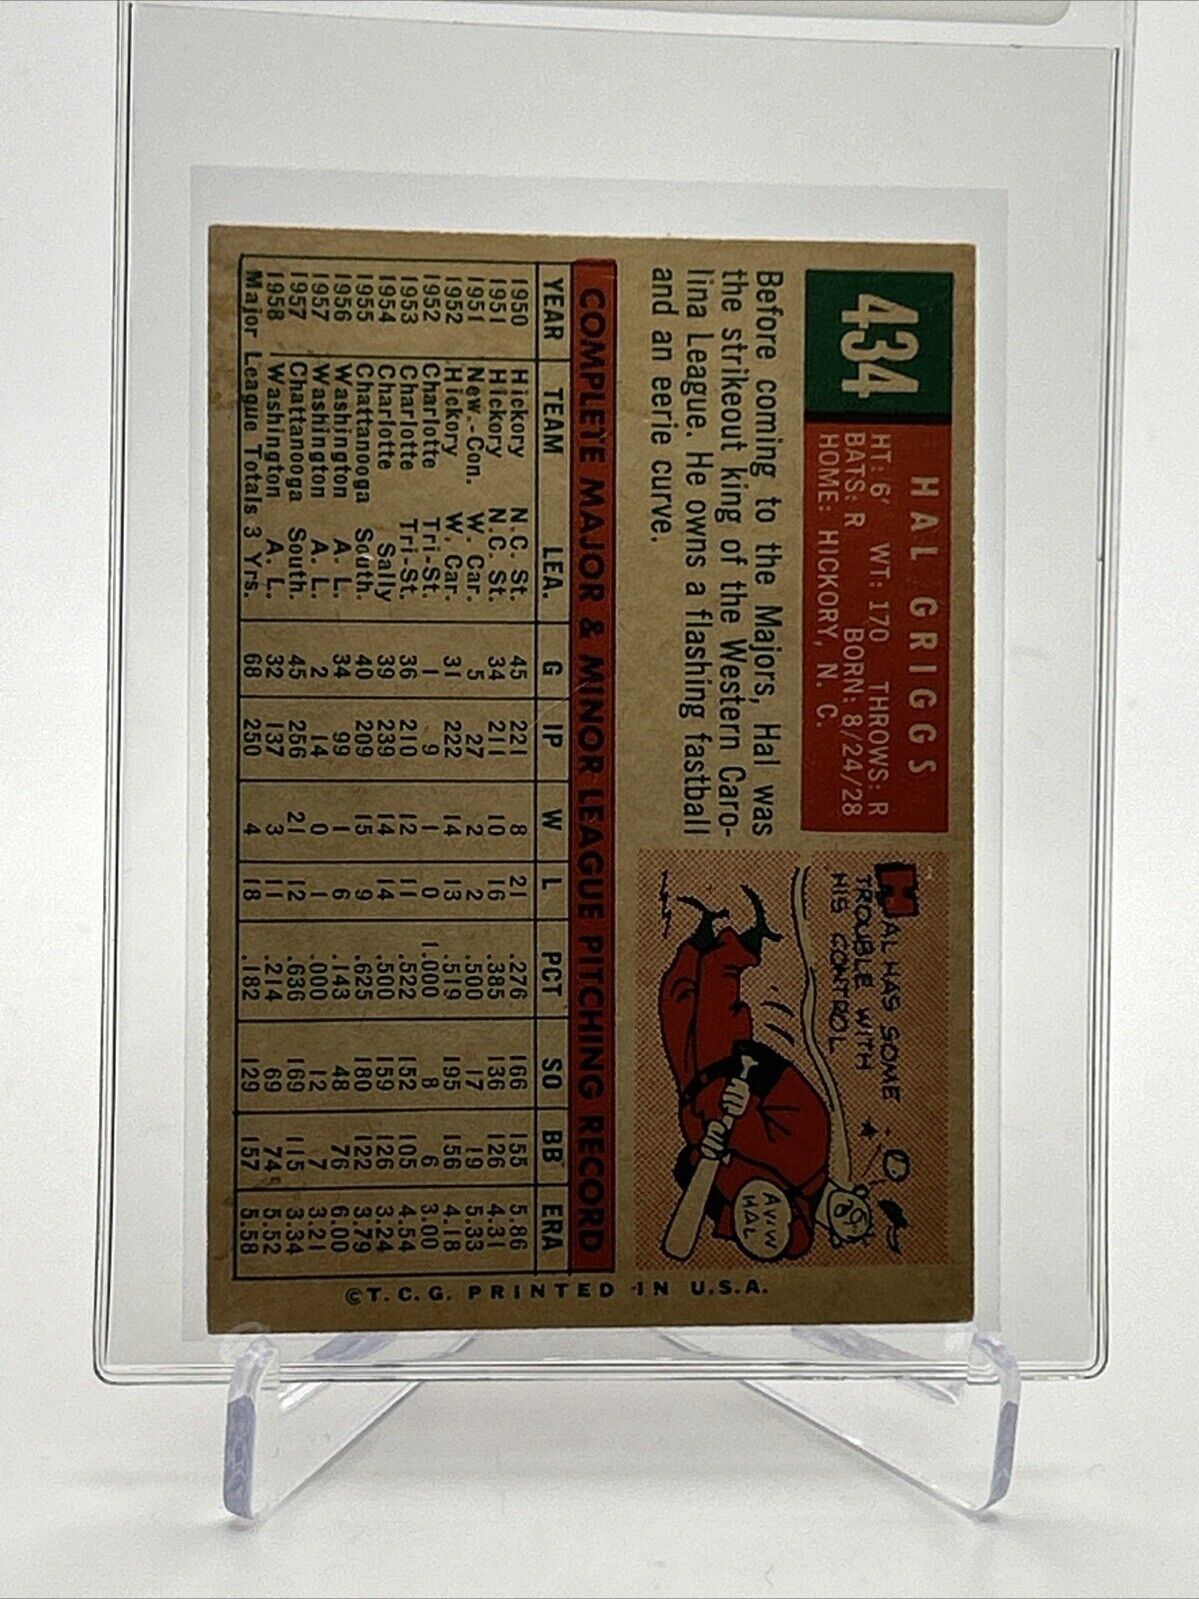 434
HAL GRIGGS
HT: 6' WT: 170 THROWS: R
BATS: R BORN: 8/24/28
HOME: HICKORY, N. C.
Before coming to the Majors, Hal was
the strikeout king of the Western Caro-
lina League. He owns a flashing fastball
and an eerie curve.
HAL HAS SOME
TROUBLE WITH
HIS CONTROL
AWW
HAL
COMPLETE MAJOR & MINOR LEAGUE PITCHING RECORD
YEAR TEAM LEA. G IP W L PCT SO BB ERA
1950 Hickory N.C. St. 45 221 8 21 .276 166 155 5.86
1951 Hickory N.C. St. 34 211 10 16 .385 136 126 4.31
1951 New.-Con. W. Car. 5 27 2 2 .500 17 19 5.33
1952 Hickory W. Car. 31 222 14 13 .519 195 156 4.18
1952 Charlotte Tri-St. 1 9 1 0 1.000 8 6 3.00
1953 Charlotte Tri-St. 36 210 12 11 .522 152 105 4.54
1954 Charlotte Sally 39 239 14 14 .500 159 126 3.24
1955 Chattanooga South. 40 209 15 9 .625 180 122 3.79
1956 Washington A. L. 34 99 1 6 .143 48 76 6.00
1957 Washington A. L. 2 14 0 1 .000 12 7 3.21
1957 Chattanooga South. 45 256 21 12 .636 169 115 3.34
1958 Washington A. L. 32 137 3 11 .214 69 74 5.52
Major League Totals 3 Yrs. 68 250 4 18 .182 129 157 5.58
©T. C. G. PRINTED IN U.S.A.